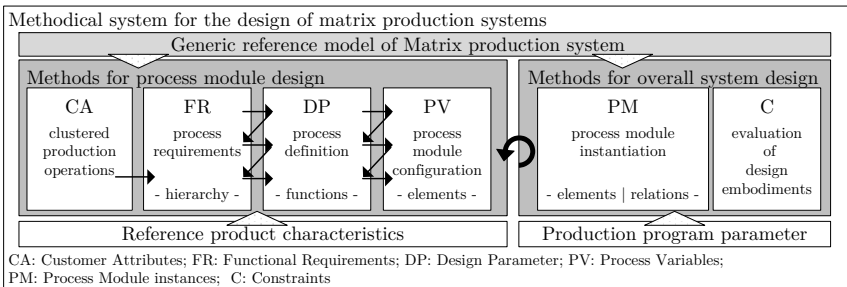 Methodical system for the design of matrix production systems
Generic reference model of Matrix production system
Methods for process module design
Methods for overall system design
CA
clustered
production
operations
FR
process
requirements
- hierarchy -
DP
process
definition
- functions -
PV
process
module
configuration
- elements -
PM
process module
instantiation
- elements | relations -
C
evaluation
of
design
embodiments
Reference product characteristics
Production program parameter
CA: Customer Attributes; FR: Functional Requirements; DP: Design Parameter; PV: Process Variables;
PM: Process Module instances; C: Constraints